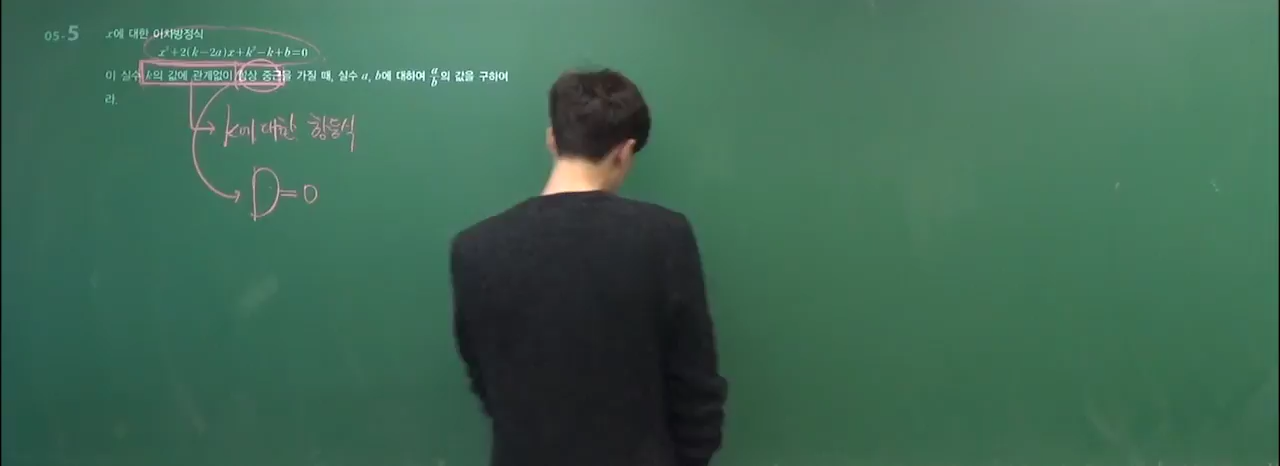 05-5 x에 대한 이차방정식
x²+2(k-2a)x+k²-k+b=0
이 실수 k의 값에 관계없이 항상 중근을 가질 때, 실수 a, b에 대하여 a/b의 값을 구하여
라.
k에 대한 항등식
D=0